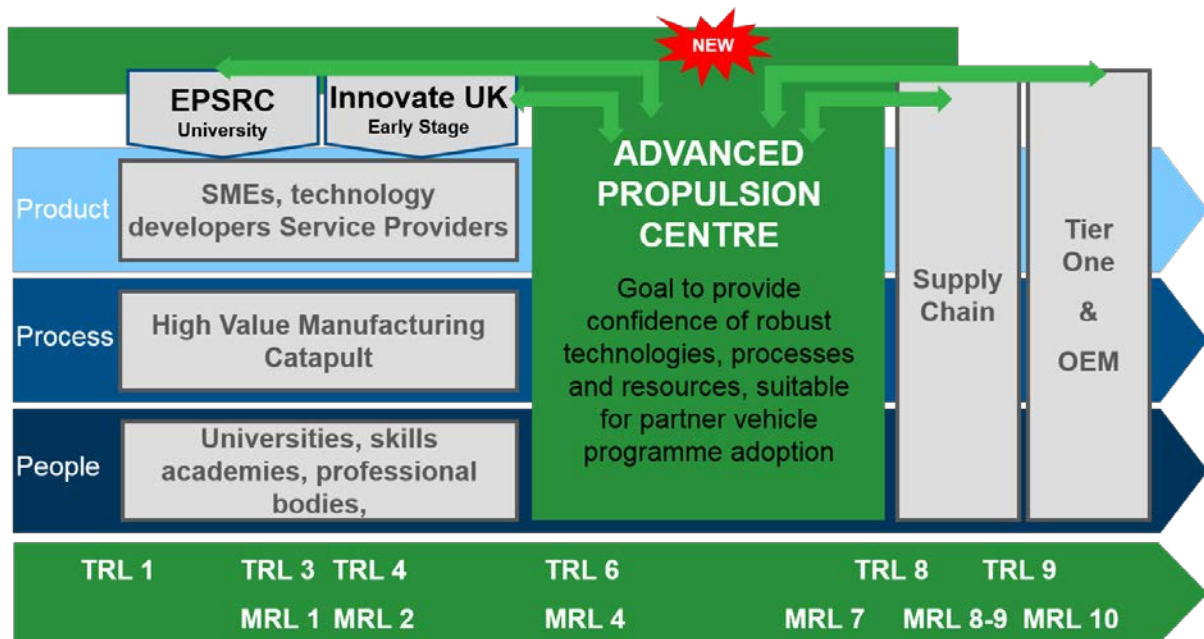 NEW
EPSRC
University
Innovate UK
Early Stage
ADVANCED
PROPULSION
CENTRE
Goal to provide
confidence of robust
technologies, processes
and resources, suitable
for partner vehicle
programme adoption
Product
SMEs, technology
developers Service Providers
Process
High Value Manufacturing
Catapult
People
Universities, skills
academies, professional
bodies,
Supply
Chain
Tier
One
&
OEM
TRL 1 TRL 3 TRL 4 TRL 6 TRL 8 TRL 9
MRL 1 MRL 2 MRL 4 MRL 7 MRL 8-9 MRL 10